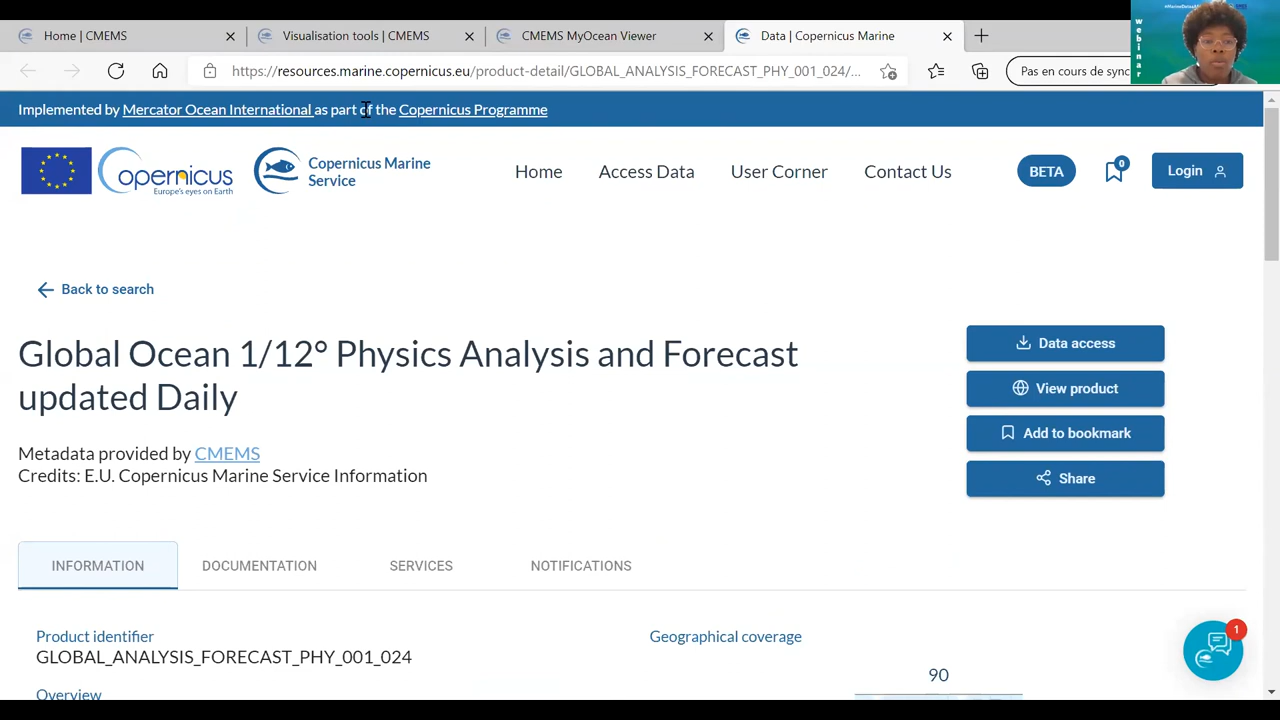 Home | CMEMS
Visualisation tools | CMEMS
CMEMS MyOcean Viewer
Data | Copernicus Marine
webinar
https://resources.marine.copernicus.eu/product-detail/GLOBAL_ANALYSIS_FORECAST_PHY_001_024/...
Pas en cours de sync
Implemented by Mercator Ocean International as part of the Copernicus Programme
opernicus
Europe's eyes on Earth
Copernicus Marine
Service
Home
Access Data
User Corner
Contact Us
BETA
0
Login
Back to search
Global Ocean 1/12° Physics Analysis and Forecast
updated Daily
Data access
View product
Add to bookmark
Share
Metadata provided by CMEMS
Credits: E.U. Copernicus Marine Service Information
INFORMATION
DOCUMENTATION
SERVICES
NOTIFICATIONS
Product identifier
GLOBAL_ANALYSIS_FORECAST_PHY_001_024
Overview
Geographical coverage
90
1